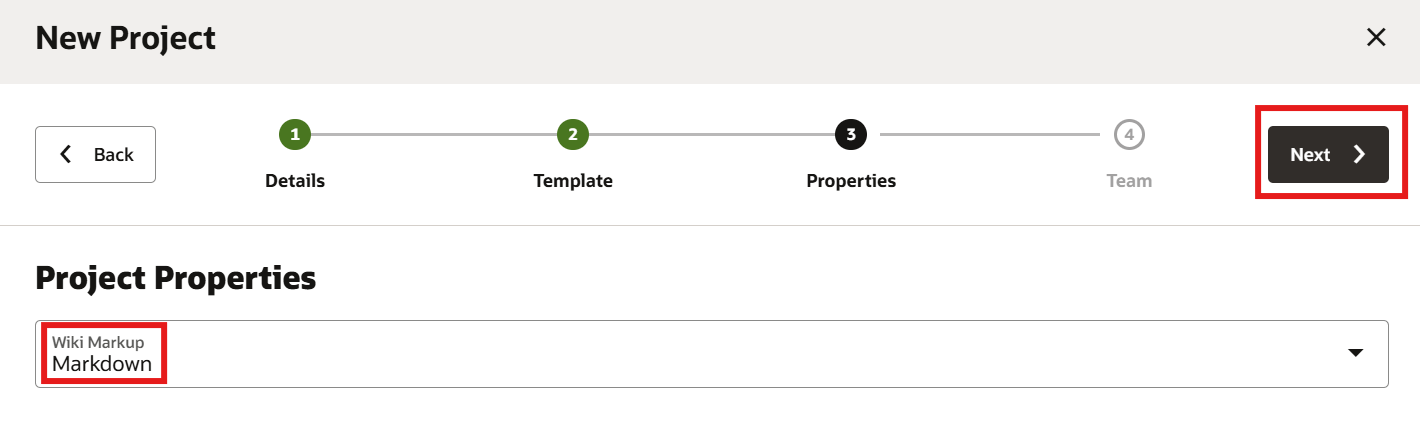 New Project
Back
1
2
3
4
Details
Template
Properties
Team
Next
Project Properties
Wiki Markup
Markdown